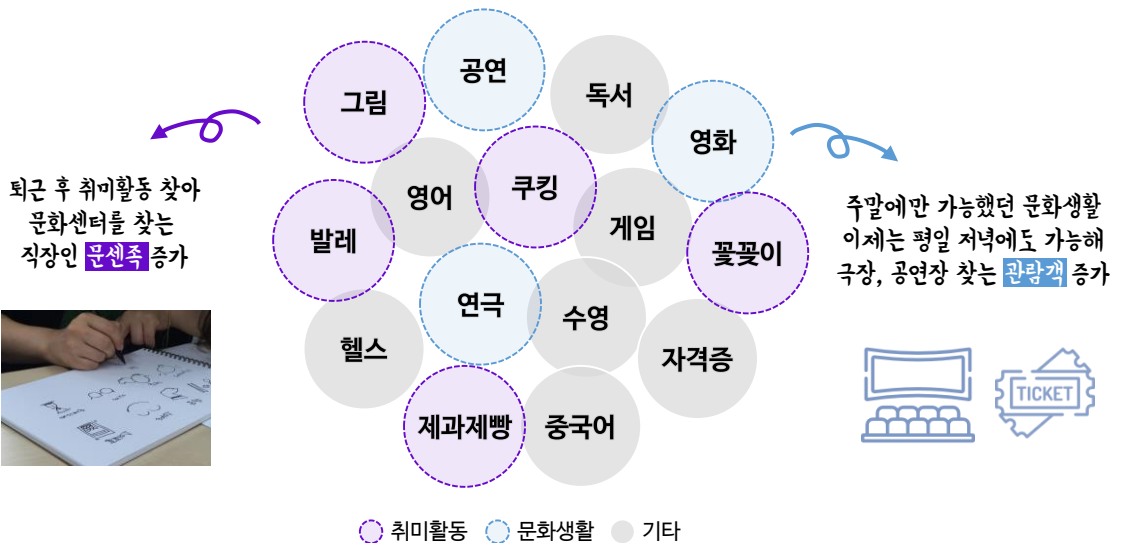 공연
독서
그림
영화
쿠킹
영어
게임
발레
꽃꽂이
연극
수영
헬스
자격증
제과제빵
중국어
퇴근 후 취미활동 찾아
문화센터를 찾는
직장인 문센족 증가
주말에만 가능했던 문화생활
이제는 평일 저녁에도 가능해
극장, 공연장 찾는 관람객 증가
TICKET
취미활동
문화생활
기타